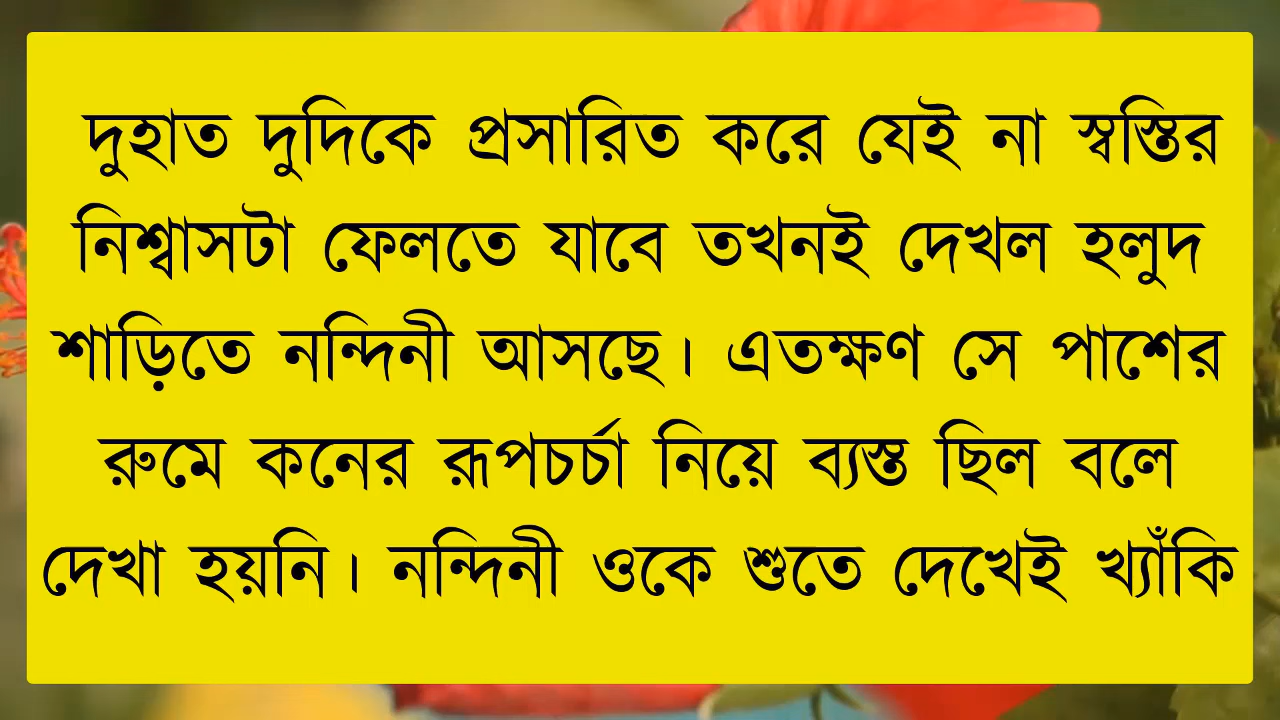 দুহাত দুদিকে প্রসারিত করে যেই না স্বস্তির
নিশ্বাসটা ফেলতে যাবে তখনই দেখল হলুদ
শাড়িতে নন্দিনী আসছে। এতক্ষণ সে পাশের
রুমে কনের রূপচর্চা নিয়ে ব্যস্ত ছিল বলে
দেখা হয়নি। নন্দিনী ওকে শুতে দেখেই খ্যাঁকি